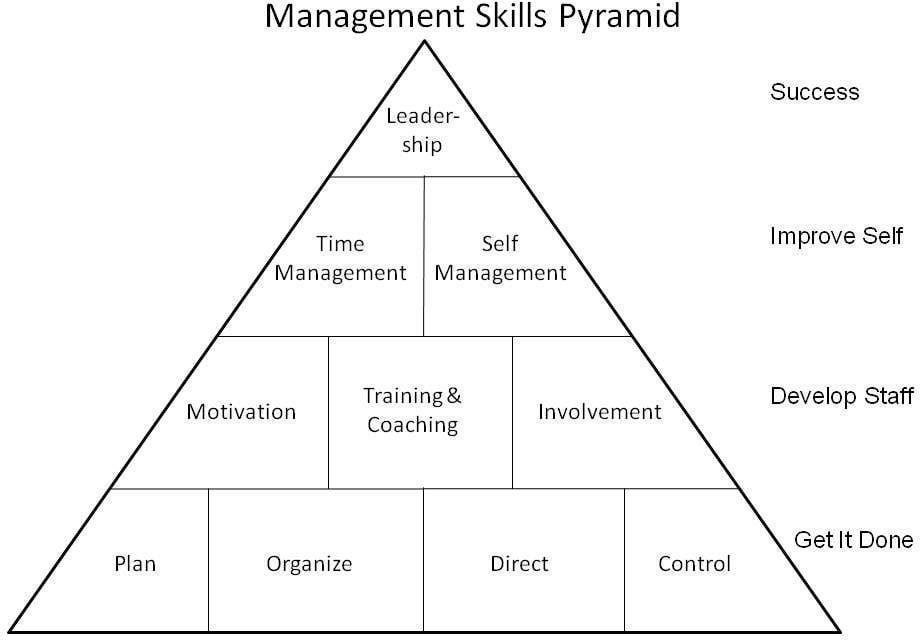 Management Skills Pyramid
Success
Leader-
ship
Improve Self
Time
Management
Self
Management
Develop Staff
Motivation
Training &
Coaching
Involvement
Get It Done
Plan
Organize
Direct
Control